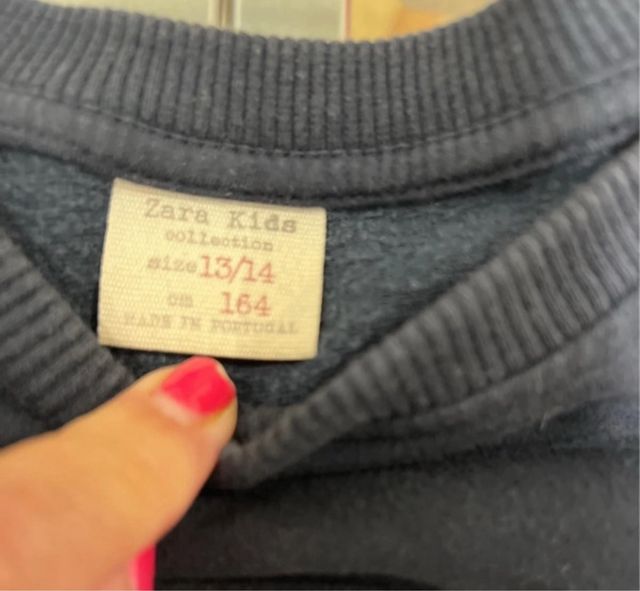 Zara Kids
collection
size 13/14
cm 164
MADE IN PORTUGAL